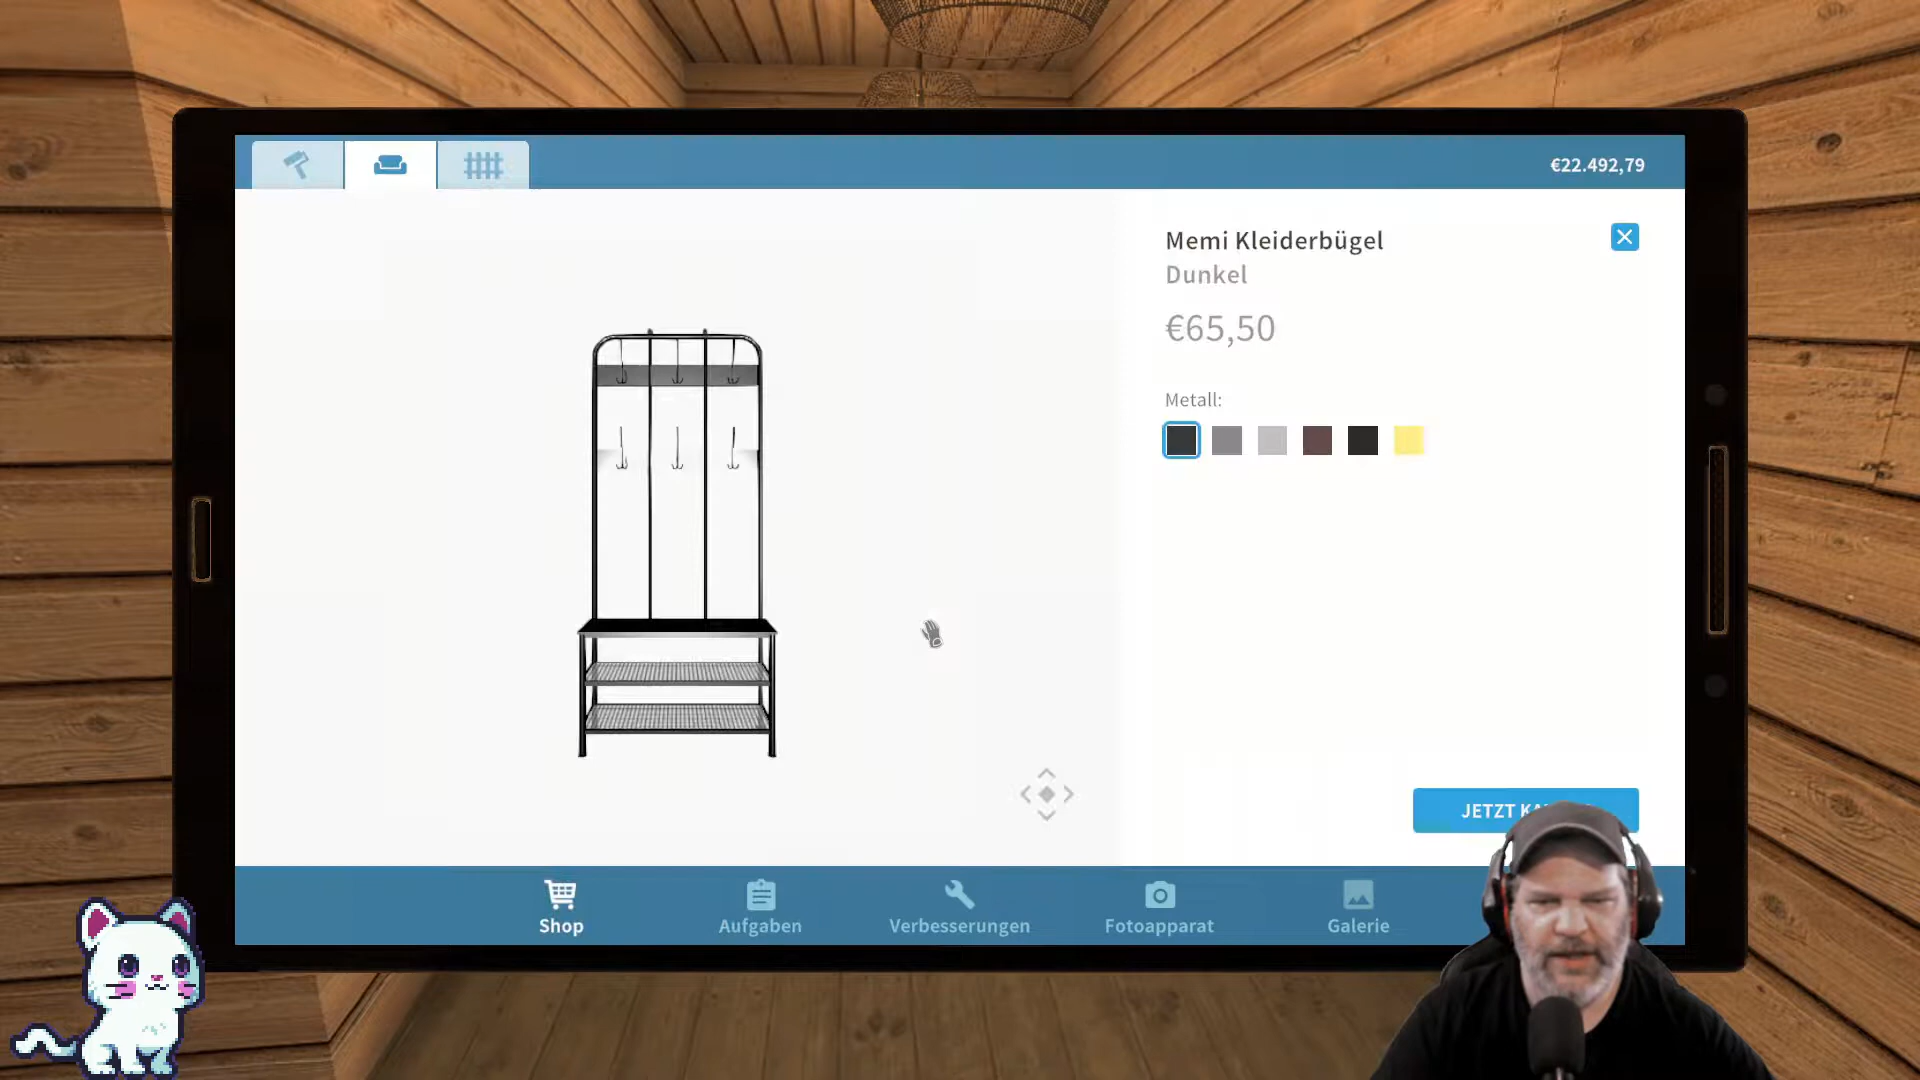 €22.492,79
Memi Kleiderbügel
Dunkel
€65,50
Metall:
JETZT
Shop
Aufgaben
Verbesserungen
Fotoapparat
Galerie